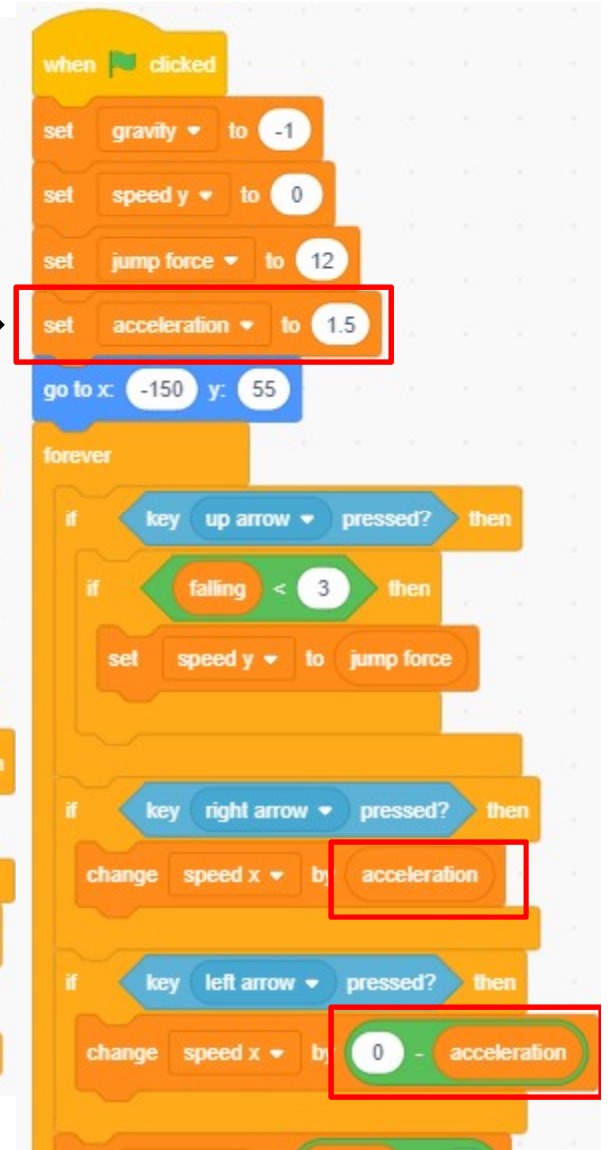 when clicked
set gravity to -1
set speed y to 0
set jump force to 12
set acceleration to 1.5
go to x: -150 y: 55
forever
if key up arrow pressed? then
if falling < 3 then
set speed y to jump force
if key right arrow pressed? then
change speed x by acceleration
if key left arrow pressed? then
change speed x by 0 - acceleration